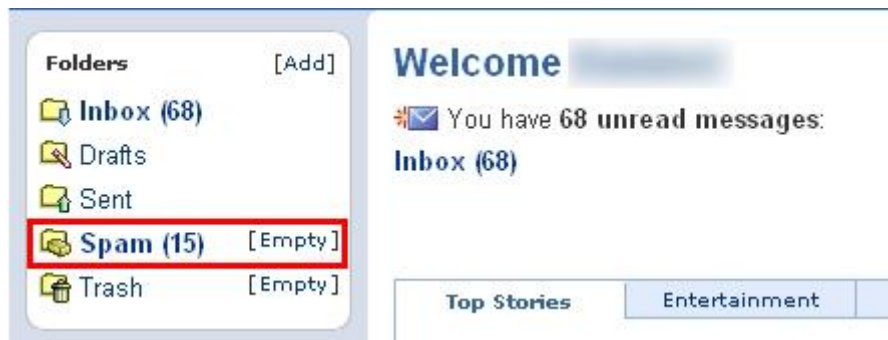 Folders [Add]
Inbox (68)
Drafts
Sent
Spam (15) [Empty]
Trash [Empty]
Welcome
You have 68 unread messages:
Inbox (68)
Top Stories Entertainment